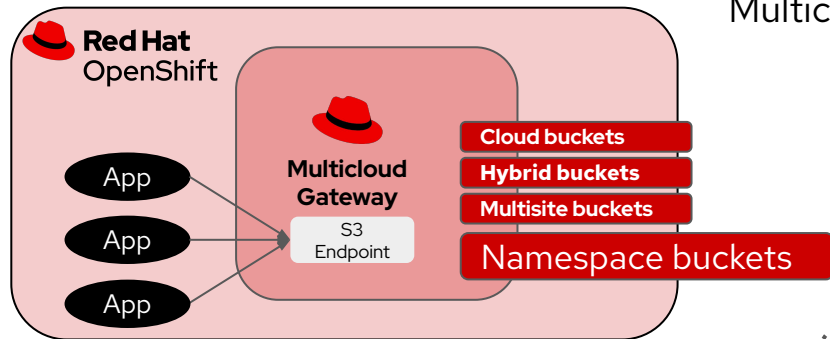 Multic
Red Hat
OpenShift
Multicloud
Gateway
S3
Endpoint
App
App
App
Cloud buckets
Hybrid buckets
Multisite buckets
Namespace buckets